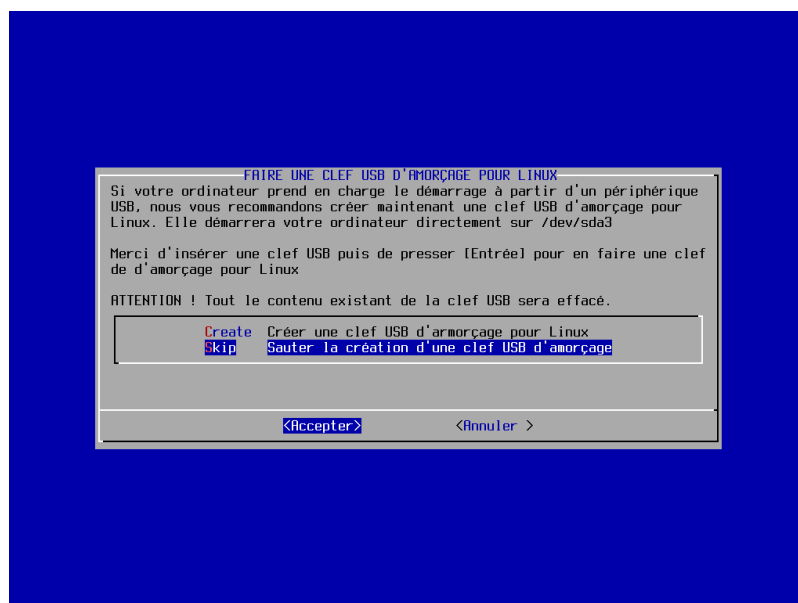 FAIRE UNE CLEF USB D'AMORÇAGE POUR LINUX
Si votre ordinateur prend en charge le démarrage à partir d'un périphérique
USB, nous vous recommandons créer maintenant une clef USB d'amorçage pour
Linux. Elle démarrera votre ordinateur directement sur /dev/sda3
Merci d'insérer une clef USB puis de presser [Entrée] pour en faire une clef
de d'amorçage pour Linux
ATTENTION ! Tout le contenu existant de la clef USB sera effacé.
Create Créer une clef USB d'armorçage pour Linux
Skip Sauter la création d'une clef USB d'amorçage
<Accepter> <Annuler >